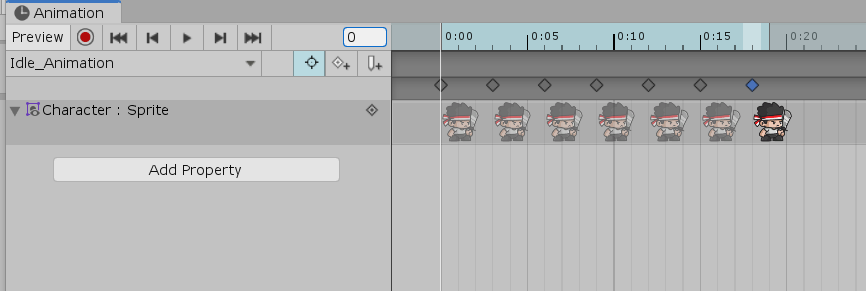 Animation
Preview 0 0:00 0:05 0:10 0:15 0:20
Idle_Animation
Character : Sprite
Add Property